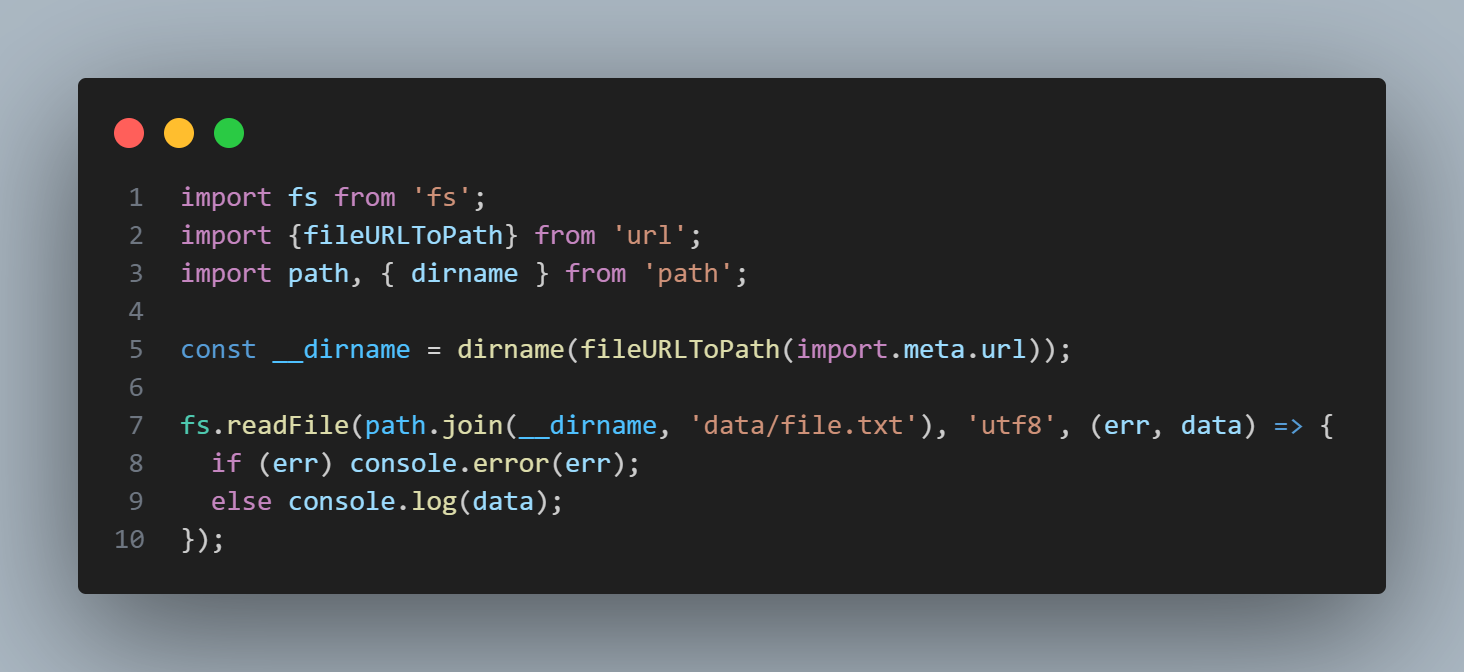 1 import fs from 'fs';
2 import {fileURLToPath} from 'url';
3 import path, { dirname } from 'path';
4
5 const __dirname = dirname(fileURLToPath(import.meta.url));
6
7 fs.readFile(path.join(__dirname, 'data/file.txt'), 'utf8', (err, data) => {
8   if (err) console.error(err);
9   else console.log(data);
10 });